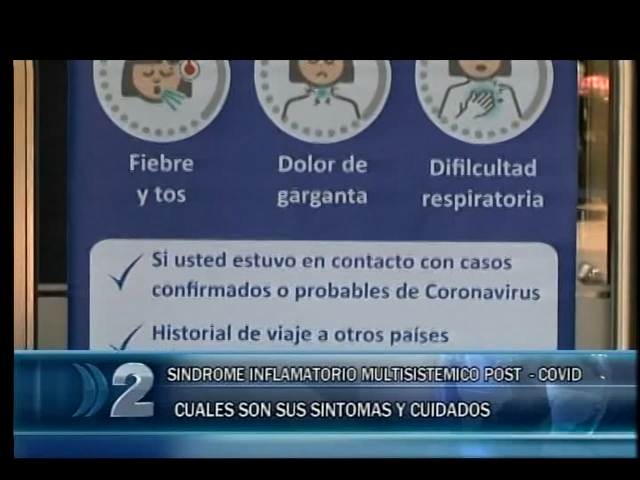 Fiebre
y tos
Dolor de
garganta
Difilcultad
respiratoria
Si usted estuvo en contacto con casos
confirmados o probables de Coronavirus
Historial de viaje a otros países
2
SINDROME INFLAMATORIO MULTISISTEMICO POST - COVID
CUALES SON SUS SINTOMAS Y CUIDADOS